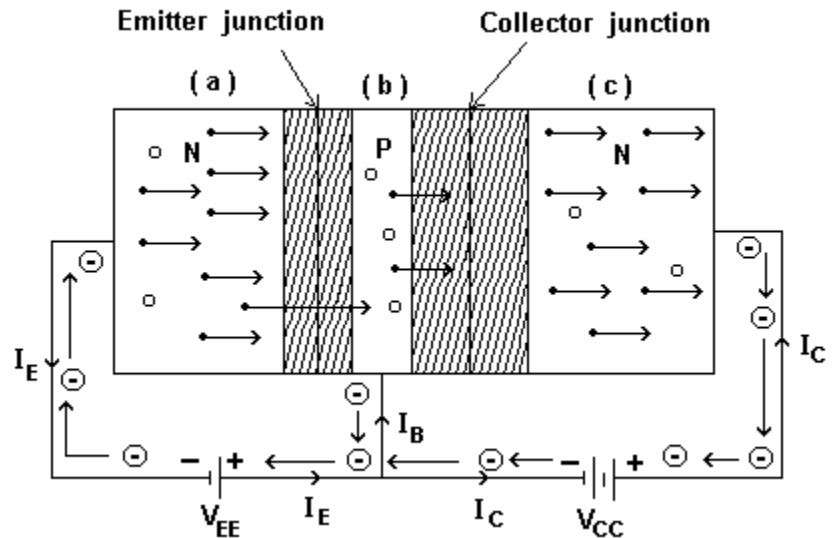 Emitter junction Collector junction
( a ) ( b ) ( c )
N P N
I_E I_C
I_B
− + − +
V_EE I_E I_C V_CC